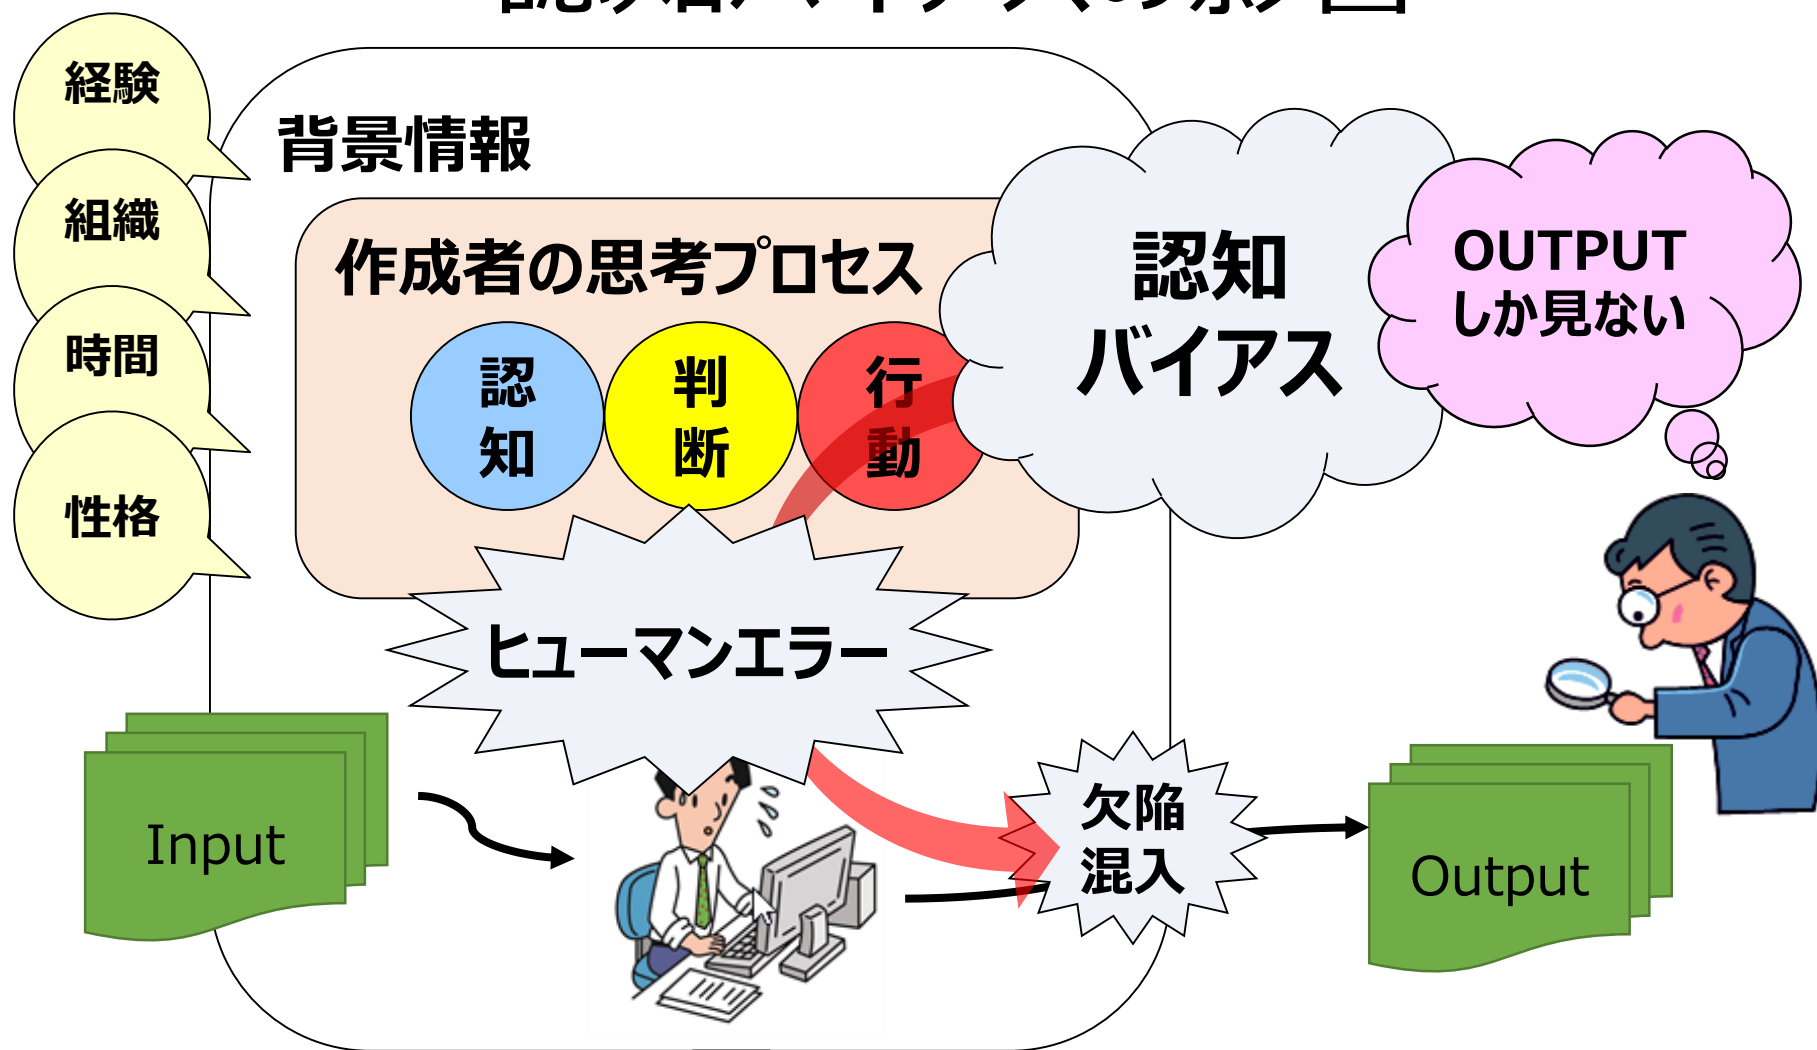 経験
組織
時間
性格
背景情報
作成者の思考プロセス
認
知
判
断
行
動
認知
バイアス
OUTPUT
しか見ない
ヒューマンエラー
欠陥
混入
Input
Output